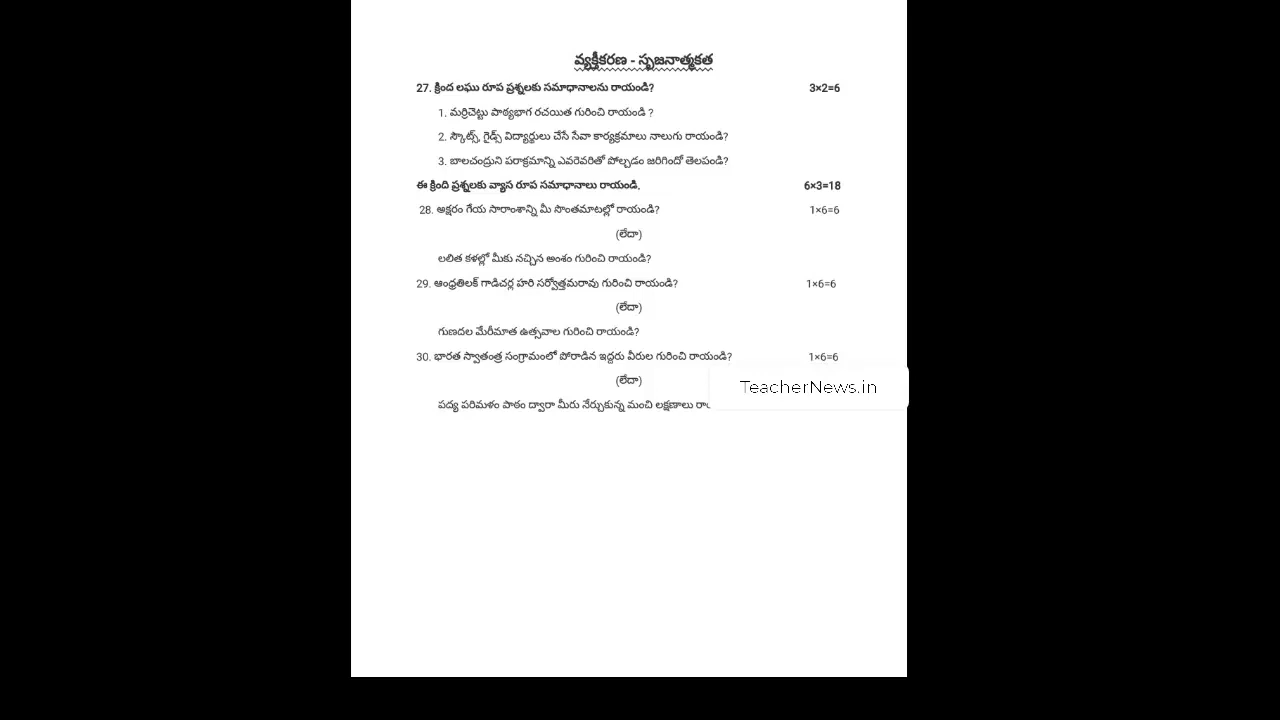 వ్యక్తీకరణ - సృజనాత్మకత
27. క్రింద లఘు రూప ప్రశ్నలకు సమాధానాలను రాయండి? 3×2=6
1. మర్రిచెట్టు పాఠ్యభాగ రచయిత గురించి రాయండి ?
2. స్కౌట్స్, గైడ్స్ విద్యార్థులు చేసే సేవా కార్యక్రమాలు నాలుగు రాయండి?
3. బాలచంద్రుని పరాక్రమాన్ని ఎవరెవరితో పోల్చడం జరిగిందో తెలపండి?
ఈ క్రింది ప్రశ్నలకు వ్యాస రూప సమాధానాలు రాయండి. 6×3=18
28. అక్షరం గేయ సారాంశాన్ని మీ సొంతమాటల్లో రాయండి? 1×6=6
(లేదా)
లలిత కళల్లో మీకు నచ్చిన అంశం గురించి రాయండి?
29. ఆంధ్రతిలక్ గాడిచర్ల హరి సర్వోత్తమరావు గురించి రాయండి? 1×6=6
(లేదా)
గుణదల మేరీమాత ఉత్సవాల గురించి రాయండి?
30. భారత స్వాతంత్ర సంగ్రామంలో పోరాడిన ఇద్దరు వీరుల గురించి రాయండి? 1×6=6
(లేదా)
TeacherNews.in
పద్య పరిమళం పాఠం ద్వారా మీరు నేర్చుకున్న మంచి లక్షణాలు